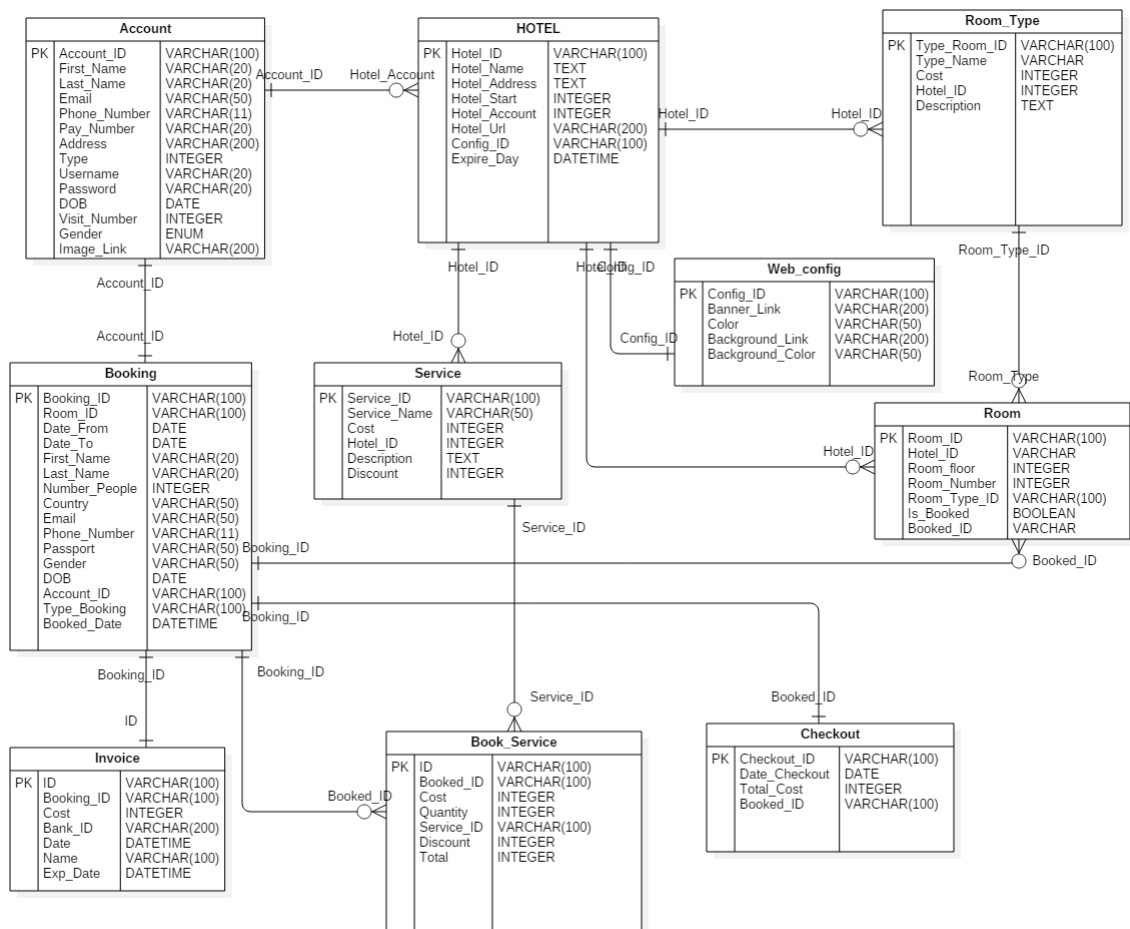 Account
PK Account_ID VARCHAR(100)
First_Name VARCHAR(20)
Last_Name VARCHAR(20)
Email VARCHAR(50)
Phone_Number VARCHAR(11)
Pay_Number VARCHAR(20)
Address VARCHAR(200)
Type INTEGER
Username VARCHAR(20)
Password VARCHAR(20)
DOB DATE
Visit_Number INTEGER
Gender ENUM
Image_Link VARCHAR(200)
Account_ID
Hotel_Account
HOTEL
PK Hotel_ID VARCHAR(100)
Hotel_Name TEXT
Hotel_Address TEXT
Hotel_Start INTEGER
Hotel_Account INTEGER
Hotel_Url VARCHAR(200)
Config_ID VARCHAR(100)
Expire_Day DATETIME
Hotel_ID
Hotel_ID
Room_Type
PK Type_Room_ID VARCHAR(100)
Type_Name VARCHAR
Cost INTEGER
Hotel_ID INTEGER
Description TEXT
Account_ID
Account_ID
Hotel_ID
Hotel_ID
Hotel_ID
Config_ID
Config_ID
Room_Type_ID
Room_Type
Web_config
PK Config_ID VARCHAR(100)
Banner_Link VARCHAR(200)
Color VARCHAR(50)
Background_Link VARCHAR(200)
Background_Color VARCHAR(50)
Booking
PK Booking_ID VARCHAR(100)
Room_ID VARCHAR(100)
Date_From DATE
Date_To DATE
First_Name VARCHAR(20)
Last_Name VARCHAR(20)
Number_People INTEGER
Country VARCHAR(50)
Email VARCHAR(50)
Phone_Number VARCHAR(11)
Passport VARCHAR(50)
Gender VARCHAR(50)
DOB DATE
Account_ID VARCHAR(100)
Type_Booking VARCHAR(100)
Booked_Date DATETIME
Service
PK Service_ID VARCHAR(100)
Service_Name VARCHAR(50)
Cost INTEGER
Hotel_ID INTEGER
Description TEXT
Discount INTEGER
Hotel_ID
Room
PK Room_ID VARCHAR(100)
Hotel_ID VARCHAR
Room_floor INTEGER
Room_Number INTEGER
Room_Type_ID VARCHAR(100)
Is_Booked BOOLEAN
Booked_ID VARCHAR
Service_ID
Booking_ID
Booked_ID
Booking_ID
Booking_ID
Booking_ID
Service_ID
Booked_ID
ID
Booked_ID
Invoice
PK ID VARCHAR(100)
Booking_ID VARCHAR(100)
Cost INTEGER
Bank_ID VARCHAR(200)
Date DATETIME
Name VARCHAR(100)
Exp_Date DATETIME
Book_Service
PK ID VARCHAR(100)
Booked_ID VARCHAR(100)
Cost INTEGER
Quantity INTEGER
Service_ID VARCHAR(100)
Discount INTEGER
Total INTEGER
Checkout
PK Checkout_ID VARCHAR(100)
Date_Checkout DATE
Total_Cost INTEGER
Booked_ID VARCHAR(100)